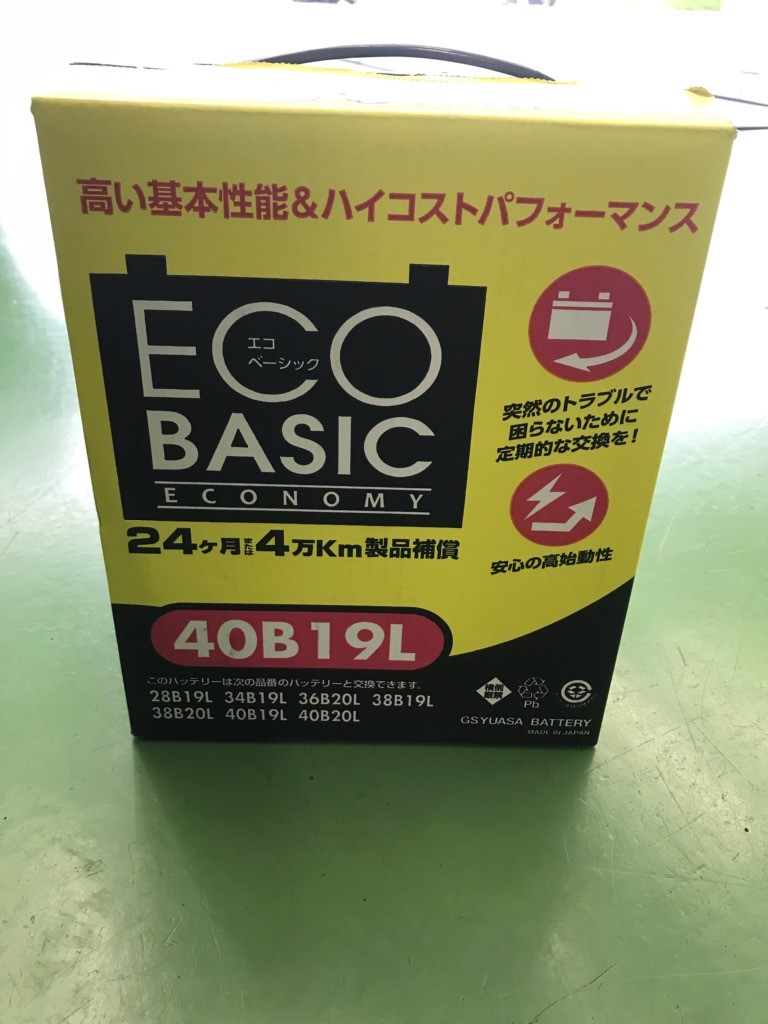 高い基本性能&ハイコストパフォーマンス
ECO
エコ
ベーシック
BASIC
ECONOMY
突然のトラブルで
困らないために
定期的な交換を!
24ヶ月または4万Km製品補償
安心の高始動性
40B19L
このバッテリーは次の品番のバッテリーと交換できます。
28B19L 34B19L 36B20L 38B19L
38B20L 40B19L 40B20L
横倒
厳禁
Pb
GSYUASA BATTERY
MADE IN JAPAN